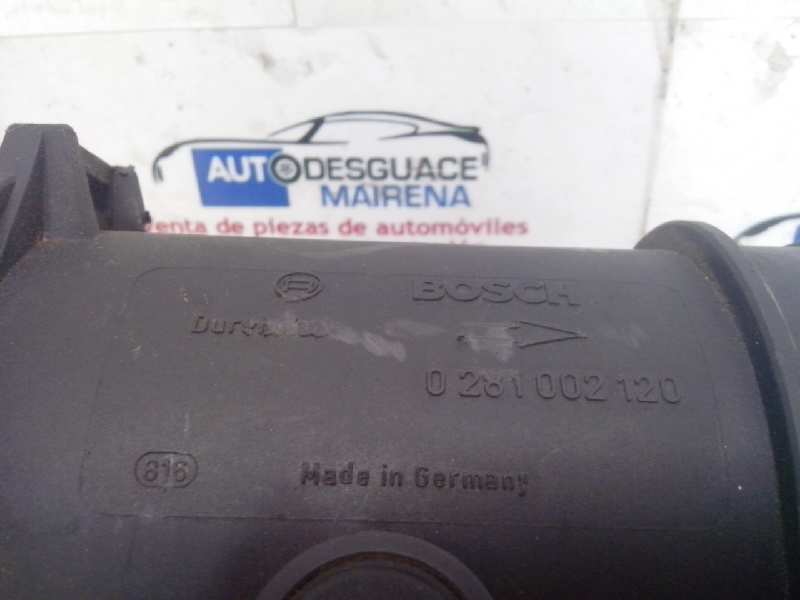 AUTODESGUACE
MAIRENA
venta de piezas de automóviles
BOSCH
0 281 002 120
816
Made in Germany